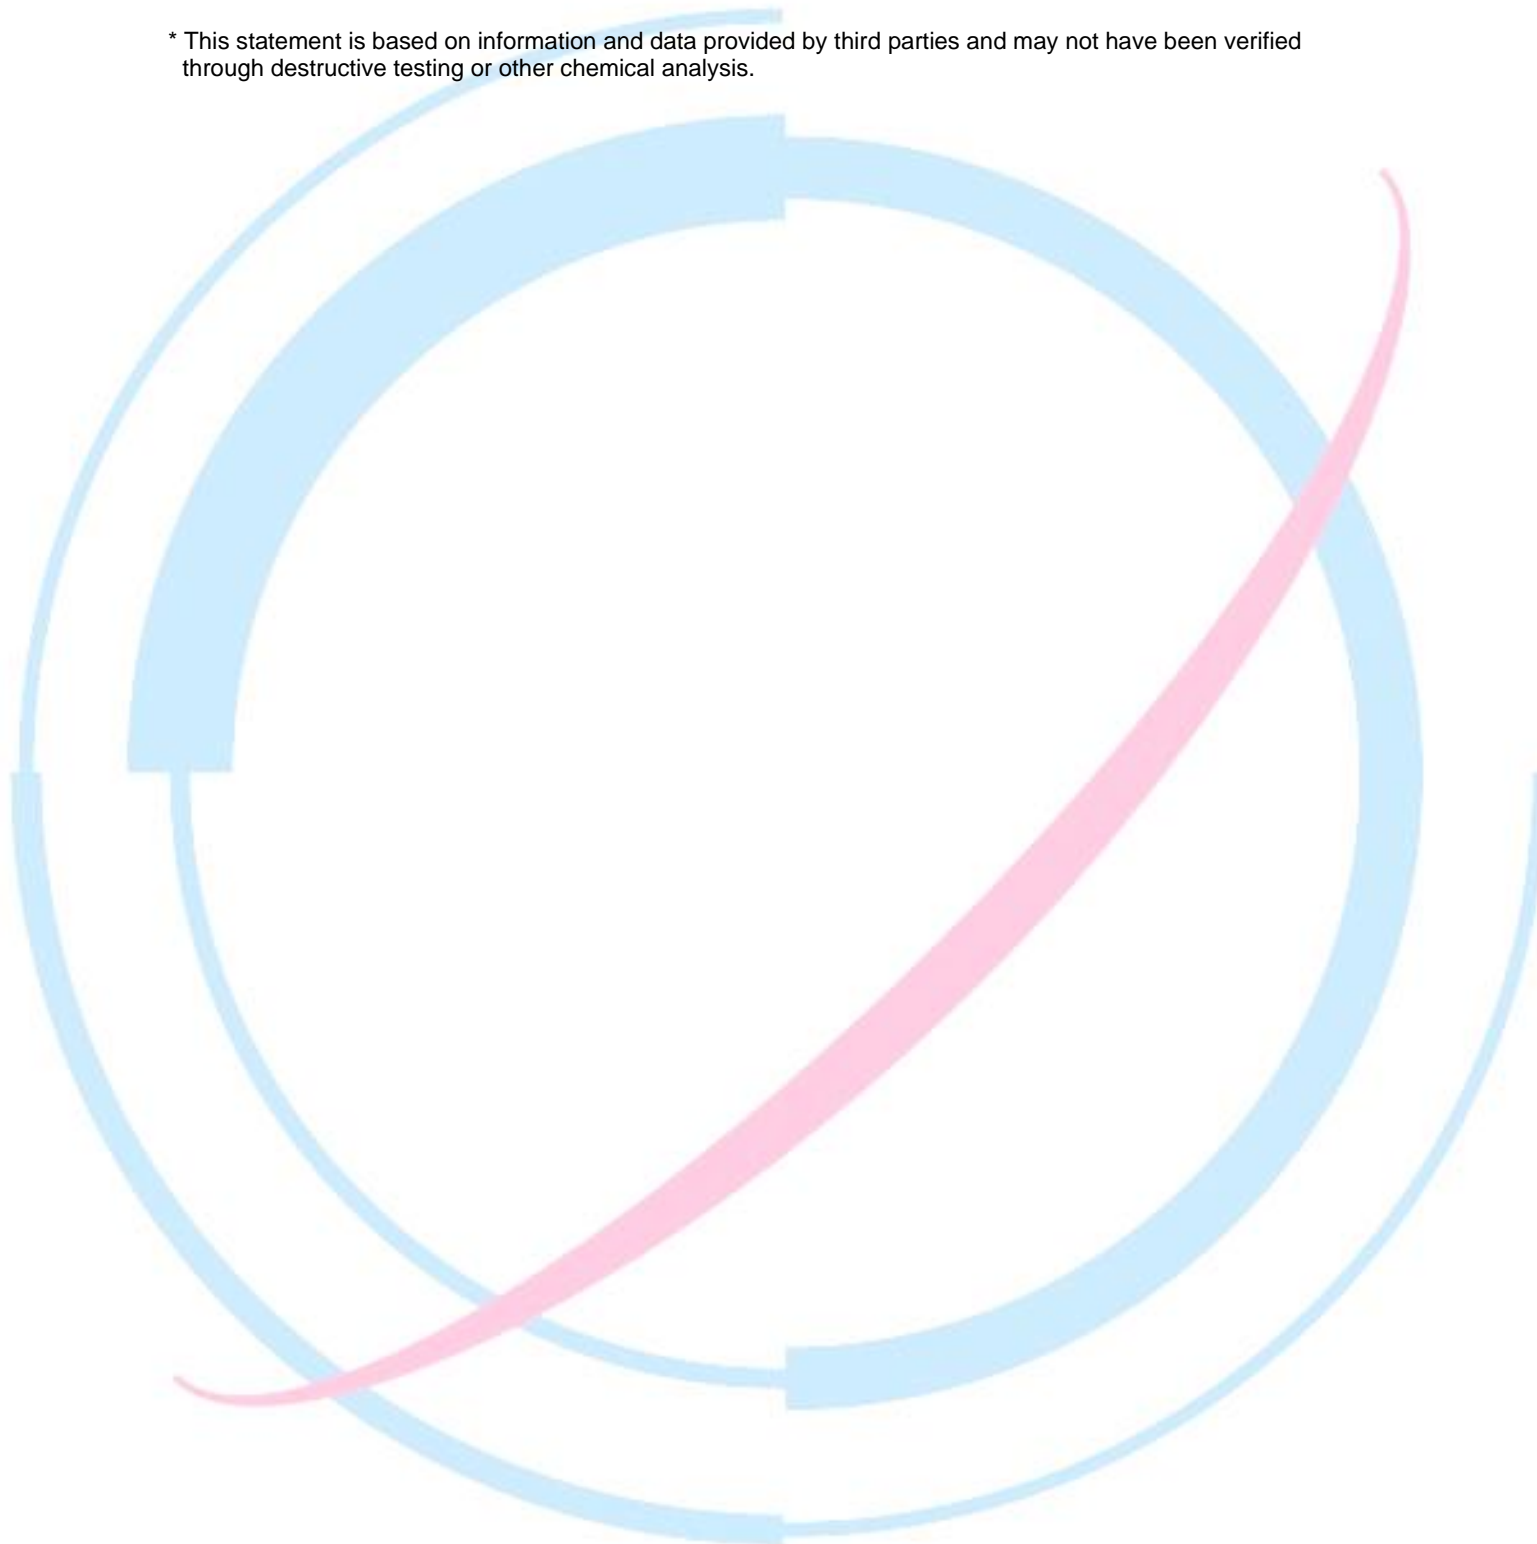 * This statement is based on information and data provided by third parties and may not have been verified
through destructive testing or other chemical analysis.